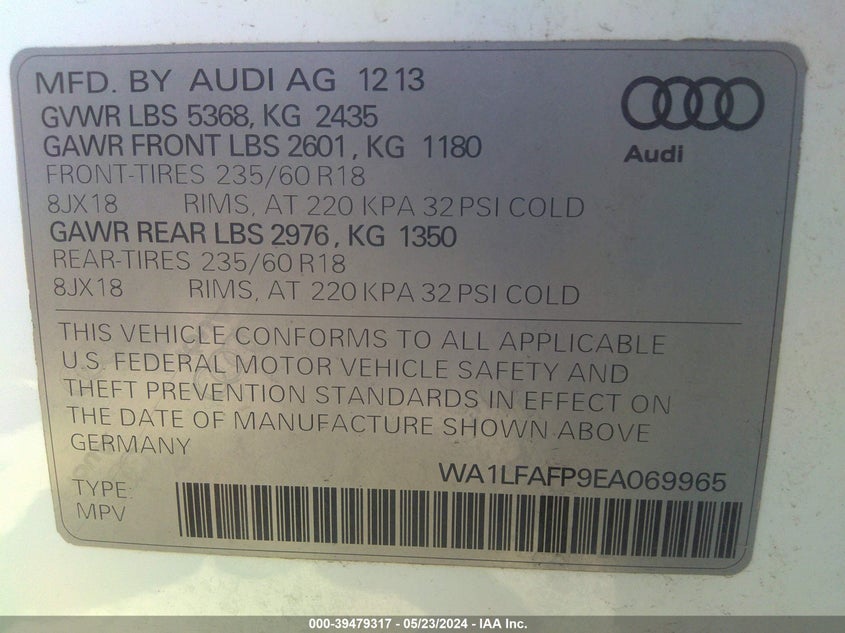 MFD. BY AUDI AG 12 13
GVWR LBS 5368, KG 2435
GAWR FRONT LBS 2601, KG 1180
FRONT-TIRES 235/60 R18
8JX18 RIMS, AT 220 KPA 32 PSI COLD
GAWR REAR LBS 2976, KG 1350
REAR-TIRES 235/60 R18
8JX18 RIMS, AT 220 KPA 32 PSI COLD
Audi
THIS VEHICLE CONFORMS TO ALL APPLICABLE
U.S. FEDERAL MOTOR VEHICLE SAFETY AND
THEFT PREVENTION STANDARDS IN EFFECT ON
THE DATE OF MANUFACTURE SHOWN ABOVE
GERMANY
WA1LFAFP9EA069965
TYPE:
MPV
000-39479317 - 05/23/2024 - IAA Inc.